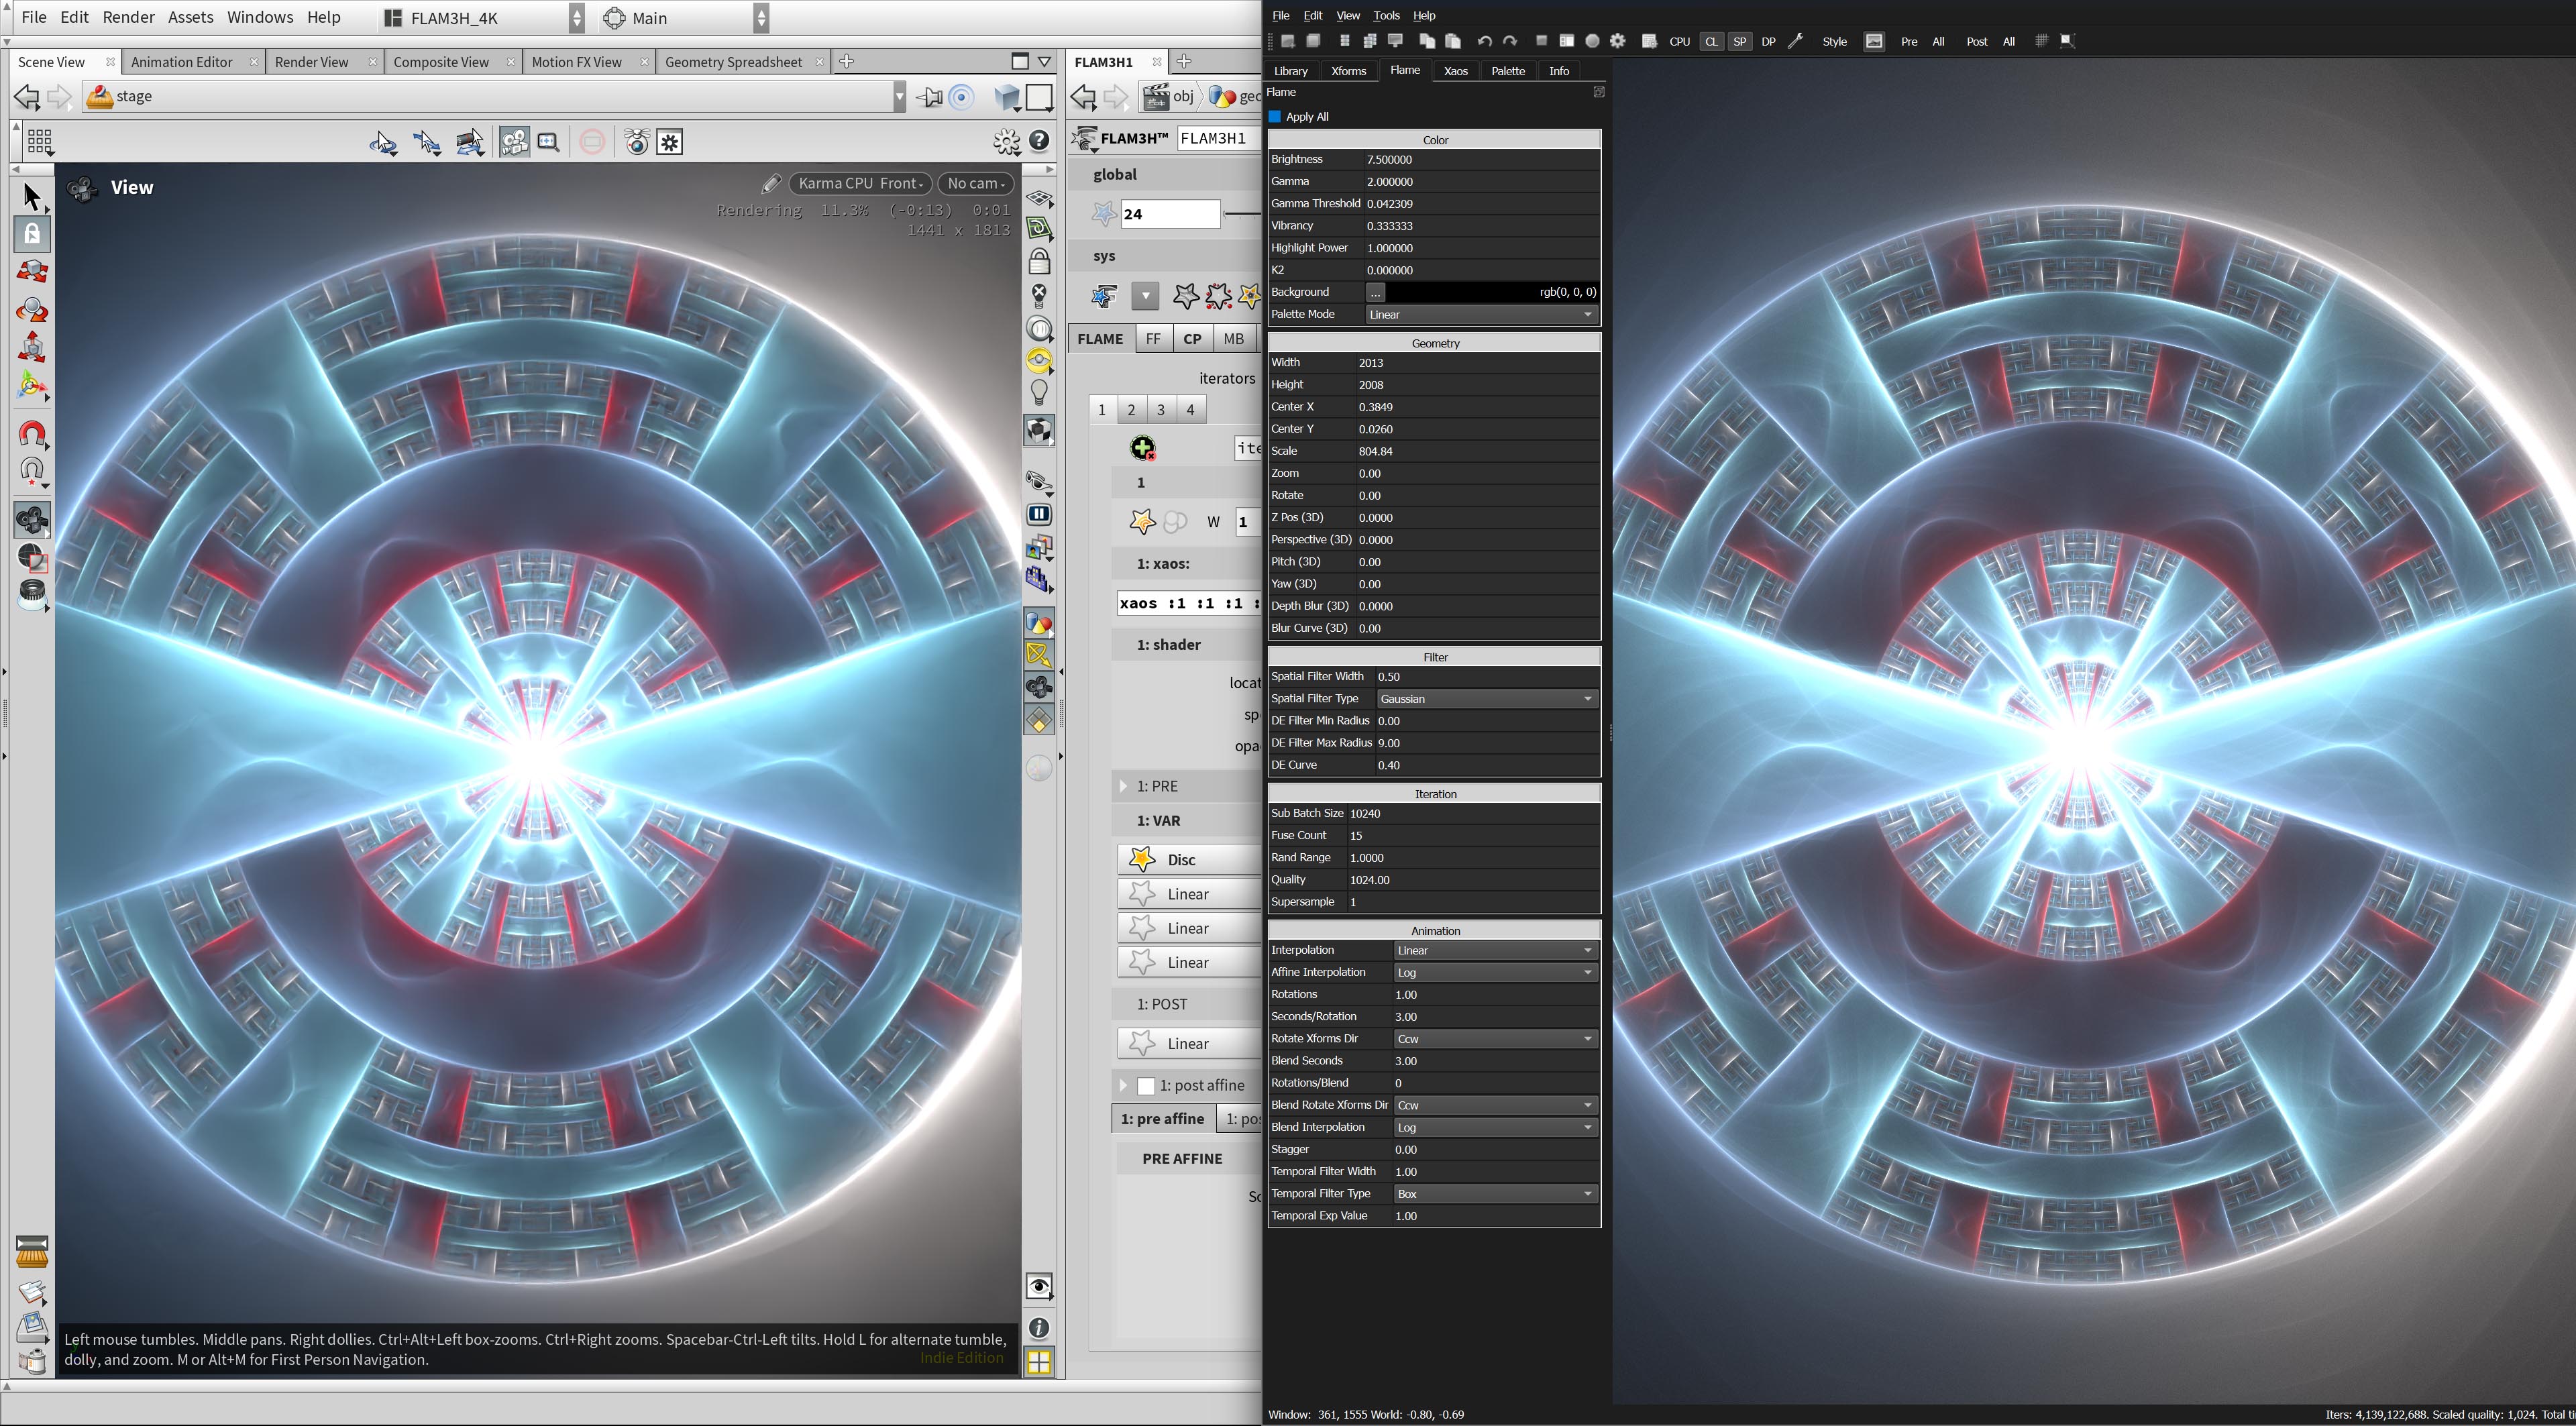 File Edit Render Assets Windows Help FLAM3H_4K Main
Scene View Animation Editor Render View Composite View Motion FX View Geometry Spreadsheet
stage
View
Karma CPU Front No cam
Rendering 11.3% (-0:13) 0:01
1441 x 1813
Left mouse tumbles. Middle pans. Right dollies. Ctrl+Alt+Left box-zooms. Ctrl+Right zooms. Spacebar-Ctrl-Left tilts. Hold L for alternate tumble,
dolly, and zoom. M or Alt+M for First Person Navigation.
Indie Edition
FLAM3H1
obj geo
FLAM3H™ FLAM3H1
global
24
sys
FLAME FF CP MB
iterators
1 2 3 4
ite
1
W 1
1: xaos:
xaos :1 :1 :1 :
1: shader
locat
sp
opa
1: PRE
1: VAR
Disc
Linear
Linear
Linear
1: POST
Linear
1: post affine
1: pre affine 1: pos
PRE AFFINE
Sc
File Edit View Tools Help
CPU CL SP DP Style Pre All Post All
Library Xforms Flame Xaos Palette Info
Flame
Apply All
Color
Brightness 7.500000
Gamma 2.000000
Gamma Threshold 0.042309
Vibrancy 0.333333
Highlight Power 1.000000
K2 0.000000
Background ... rgb(0, 0, 0)
Palette Mode Linear
Geometry
Width 2013
Height 2008
Center X 0.3849
Center Y 0.0260
Scale 804.84
Zoom 0.00
Rotate 0.00
Z Pos (3D) 0.0000
Perspective (3D) 0.0000
Pitch (3D) 0.00
Yaw (3D) 0.00
Depth Blur (3D) 0.0000
Blur Curve (3D) 0.00
Filter
Spatial Filter Width 0.50
Spatial Filter Type Gaussian
DE Filter Min Radius 0.00
DE Filter Max Radius 9.00
DE Curve 0.40
Iteration
Sub Batch Size 10240
Fuse Count 15
Rand Range 1.0000
Quality 1024.00
Supersample 1
Animation
Interpolation Linear
Affine Interpolation Log
Rotations 1.00
Seconds/Rotation 3.00
Rotate Xforms Dir Ccw
Blend Seconds 3.00
Rotations/Blend 0
Blend Rotate Xforms Dir Ccw
Blend Interpolation Log
Stagger 0.00
Temporal Filter Width 1.00
Temporal Filter Type Box
Temporal Exp Value 1.00
Window: 361, 1555 World: -0.80, -0.69
Iters: 4,139,122,688. Scaled quality: 1,024. Total ti